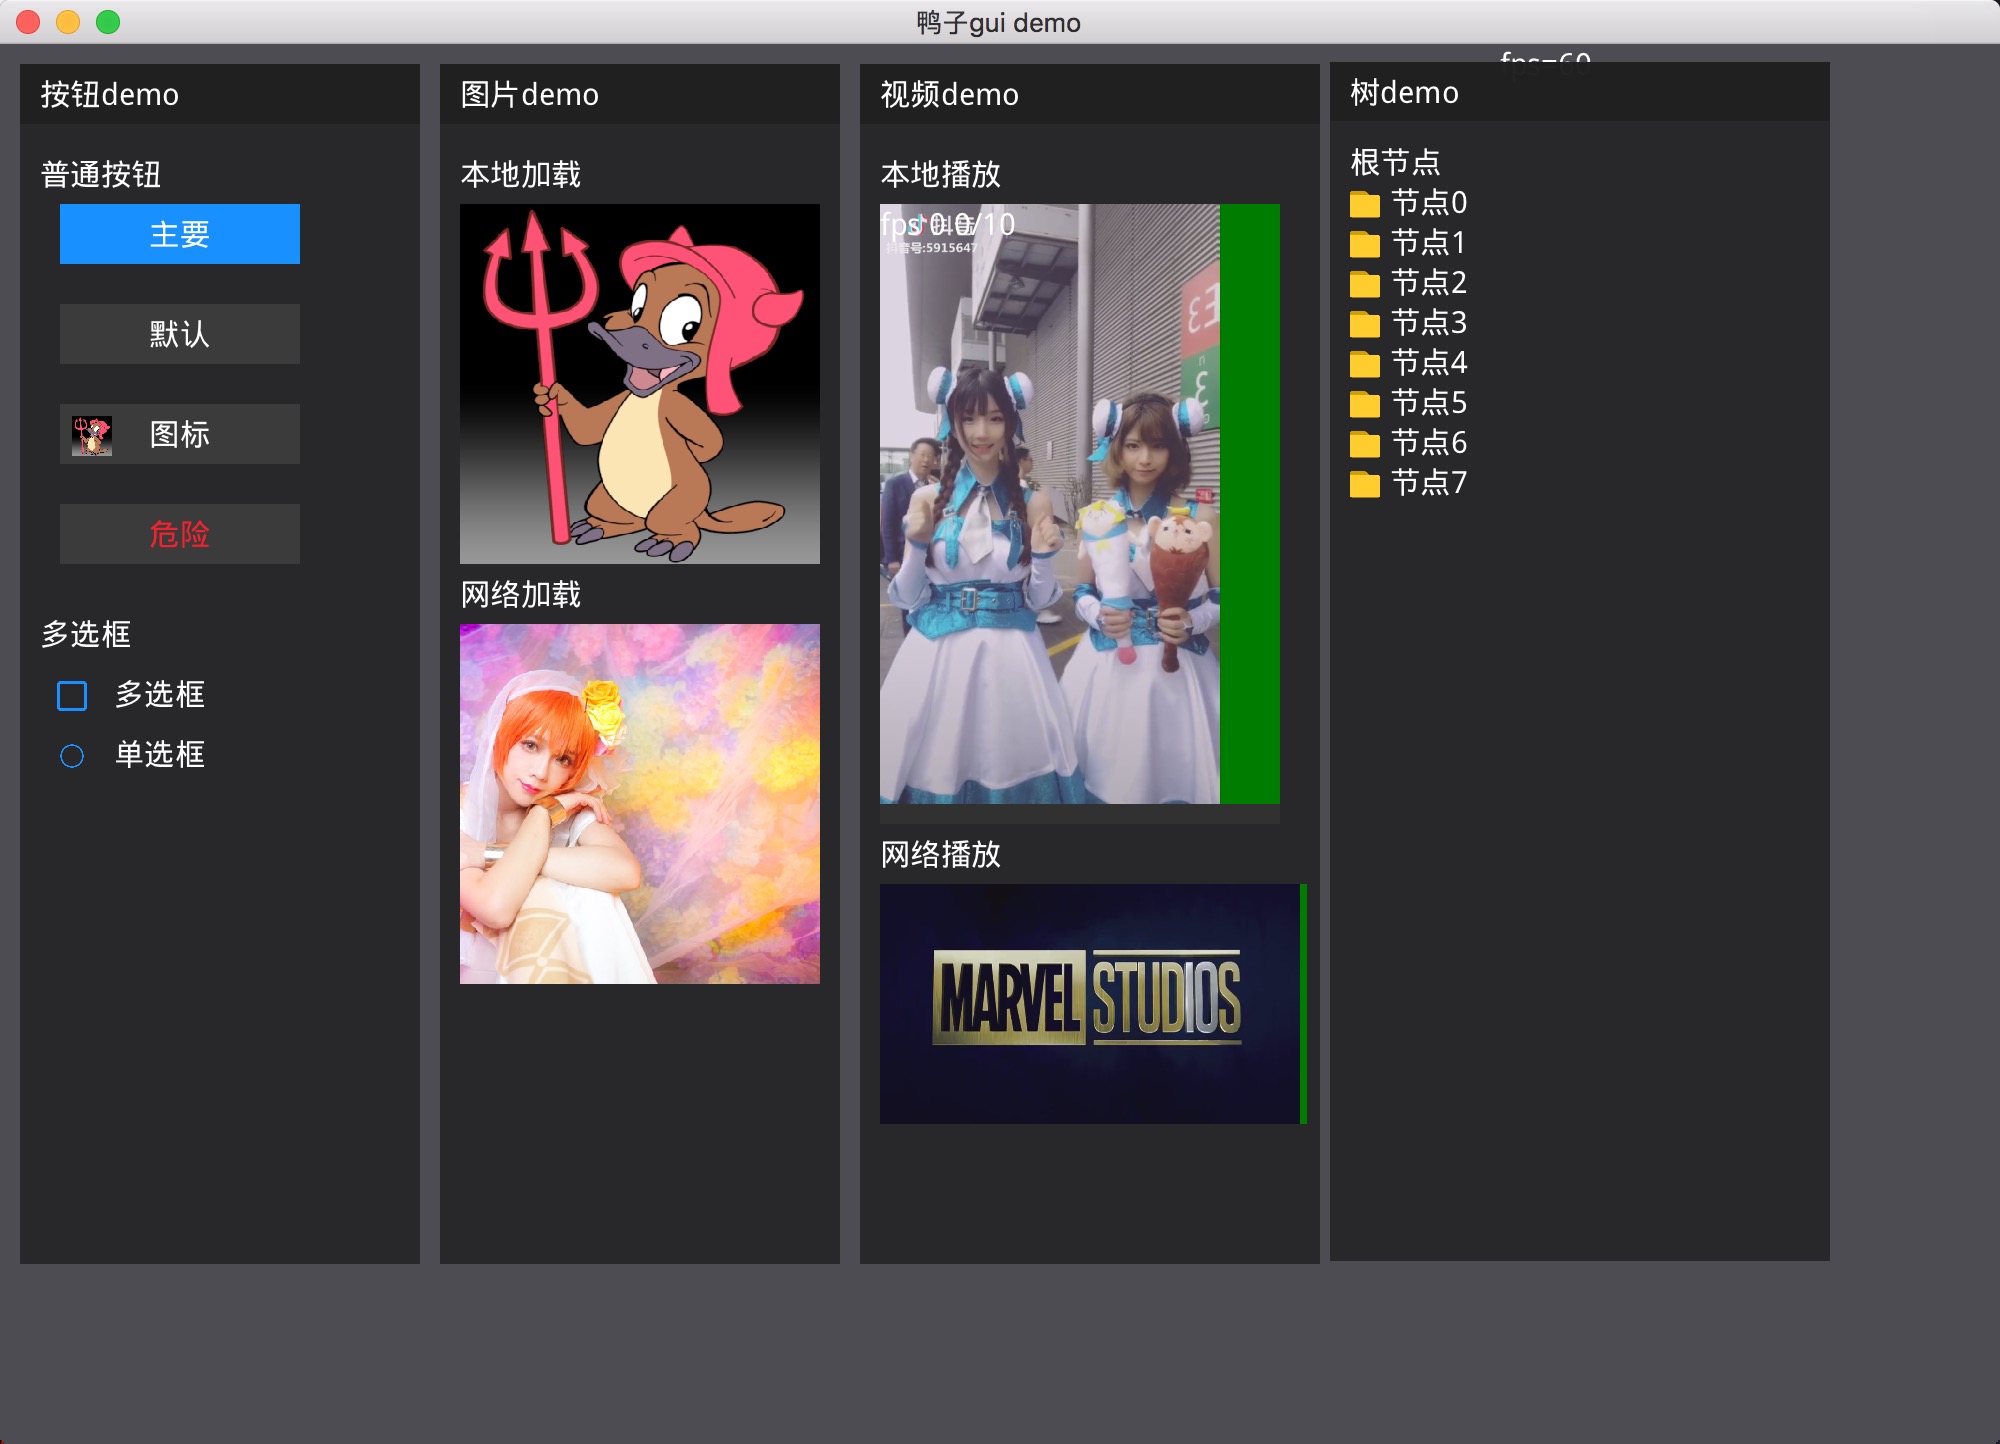 鸭子gui demo
fps=60
按钮demo
普通按钮
主要
默认
图标
危险
多选框
多选框
单选框
图片demo
本地加载
网络加载
视频demo
本地播放
fps 0.0/10
抖音号:5915647
E3
网络播放
MARVEL STUDIOS
树demo
根节点
节点0
节点1
节点2
节点3
节点4
节点5
节点6
节点7